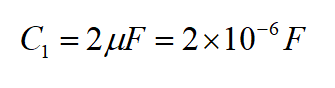 C₁ = 2μF = 2×10⁻⁶ F